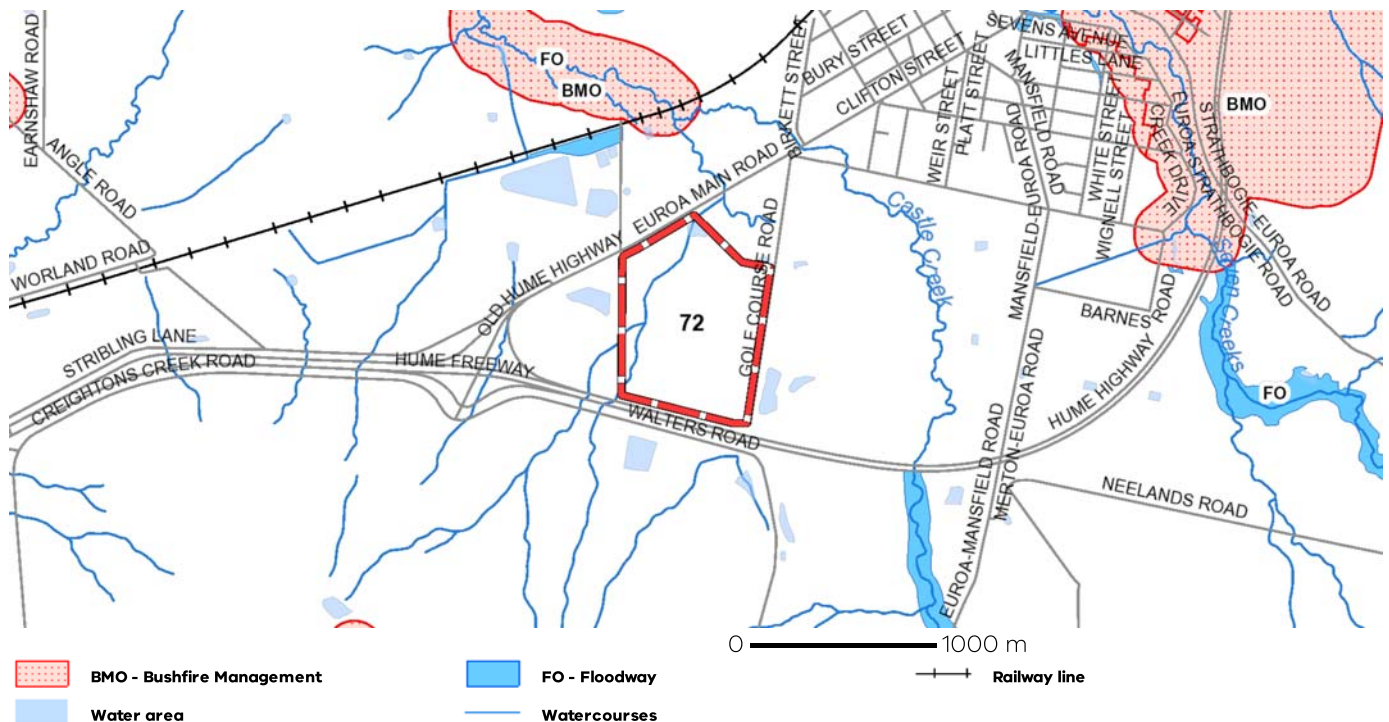 EARNSHAW ROAD
ANGLE ROAD
WORLAND ROAD
STRIBLING LANE
CREIGHTONS CREEK ROAD
FO
BMO
OLD HUME HIGHWAY
EUROA MAIN ROAD
HUME FREEWAY
WALTERS ROAD
72
GOLF COURSE ROAD
BIRKETT STREET
BURY STREET
CLIFTON STREET
WEIR STREET
PLATT STREET
MANSFIELD ROAD
MANSFIELD-EUROA ROAD
SEVENS AVENUE
LITTLES LANE
WHITE STREET
WIGNELL STREET
CREEK DRIVE
EUROA-STRATHBOGIE ROAD
STRATHBOGIE-EUROA ROAD
BMO
Castle Creek
Seven Creeks
MANSFIELD-EUROA ROAD
BARNES ROAD
HUME HIGHWAY
MERTON-EUROA ROAD
EUROA-MANSFIELD ROAD
NEELANDS ROAD
FO
0 1000 m
BMO - Bushfire Management
FO - Floodway
Railway line
Water area
Watercourses